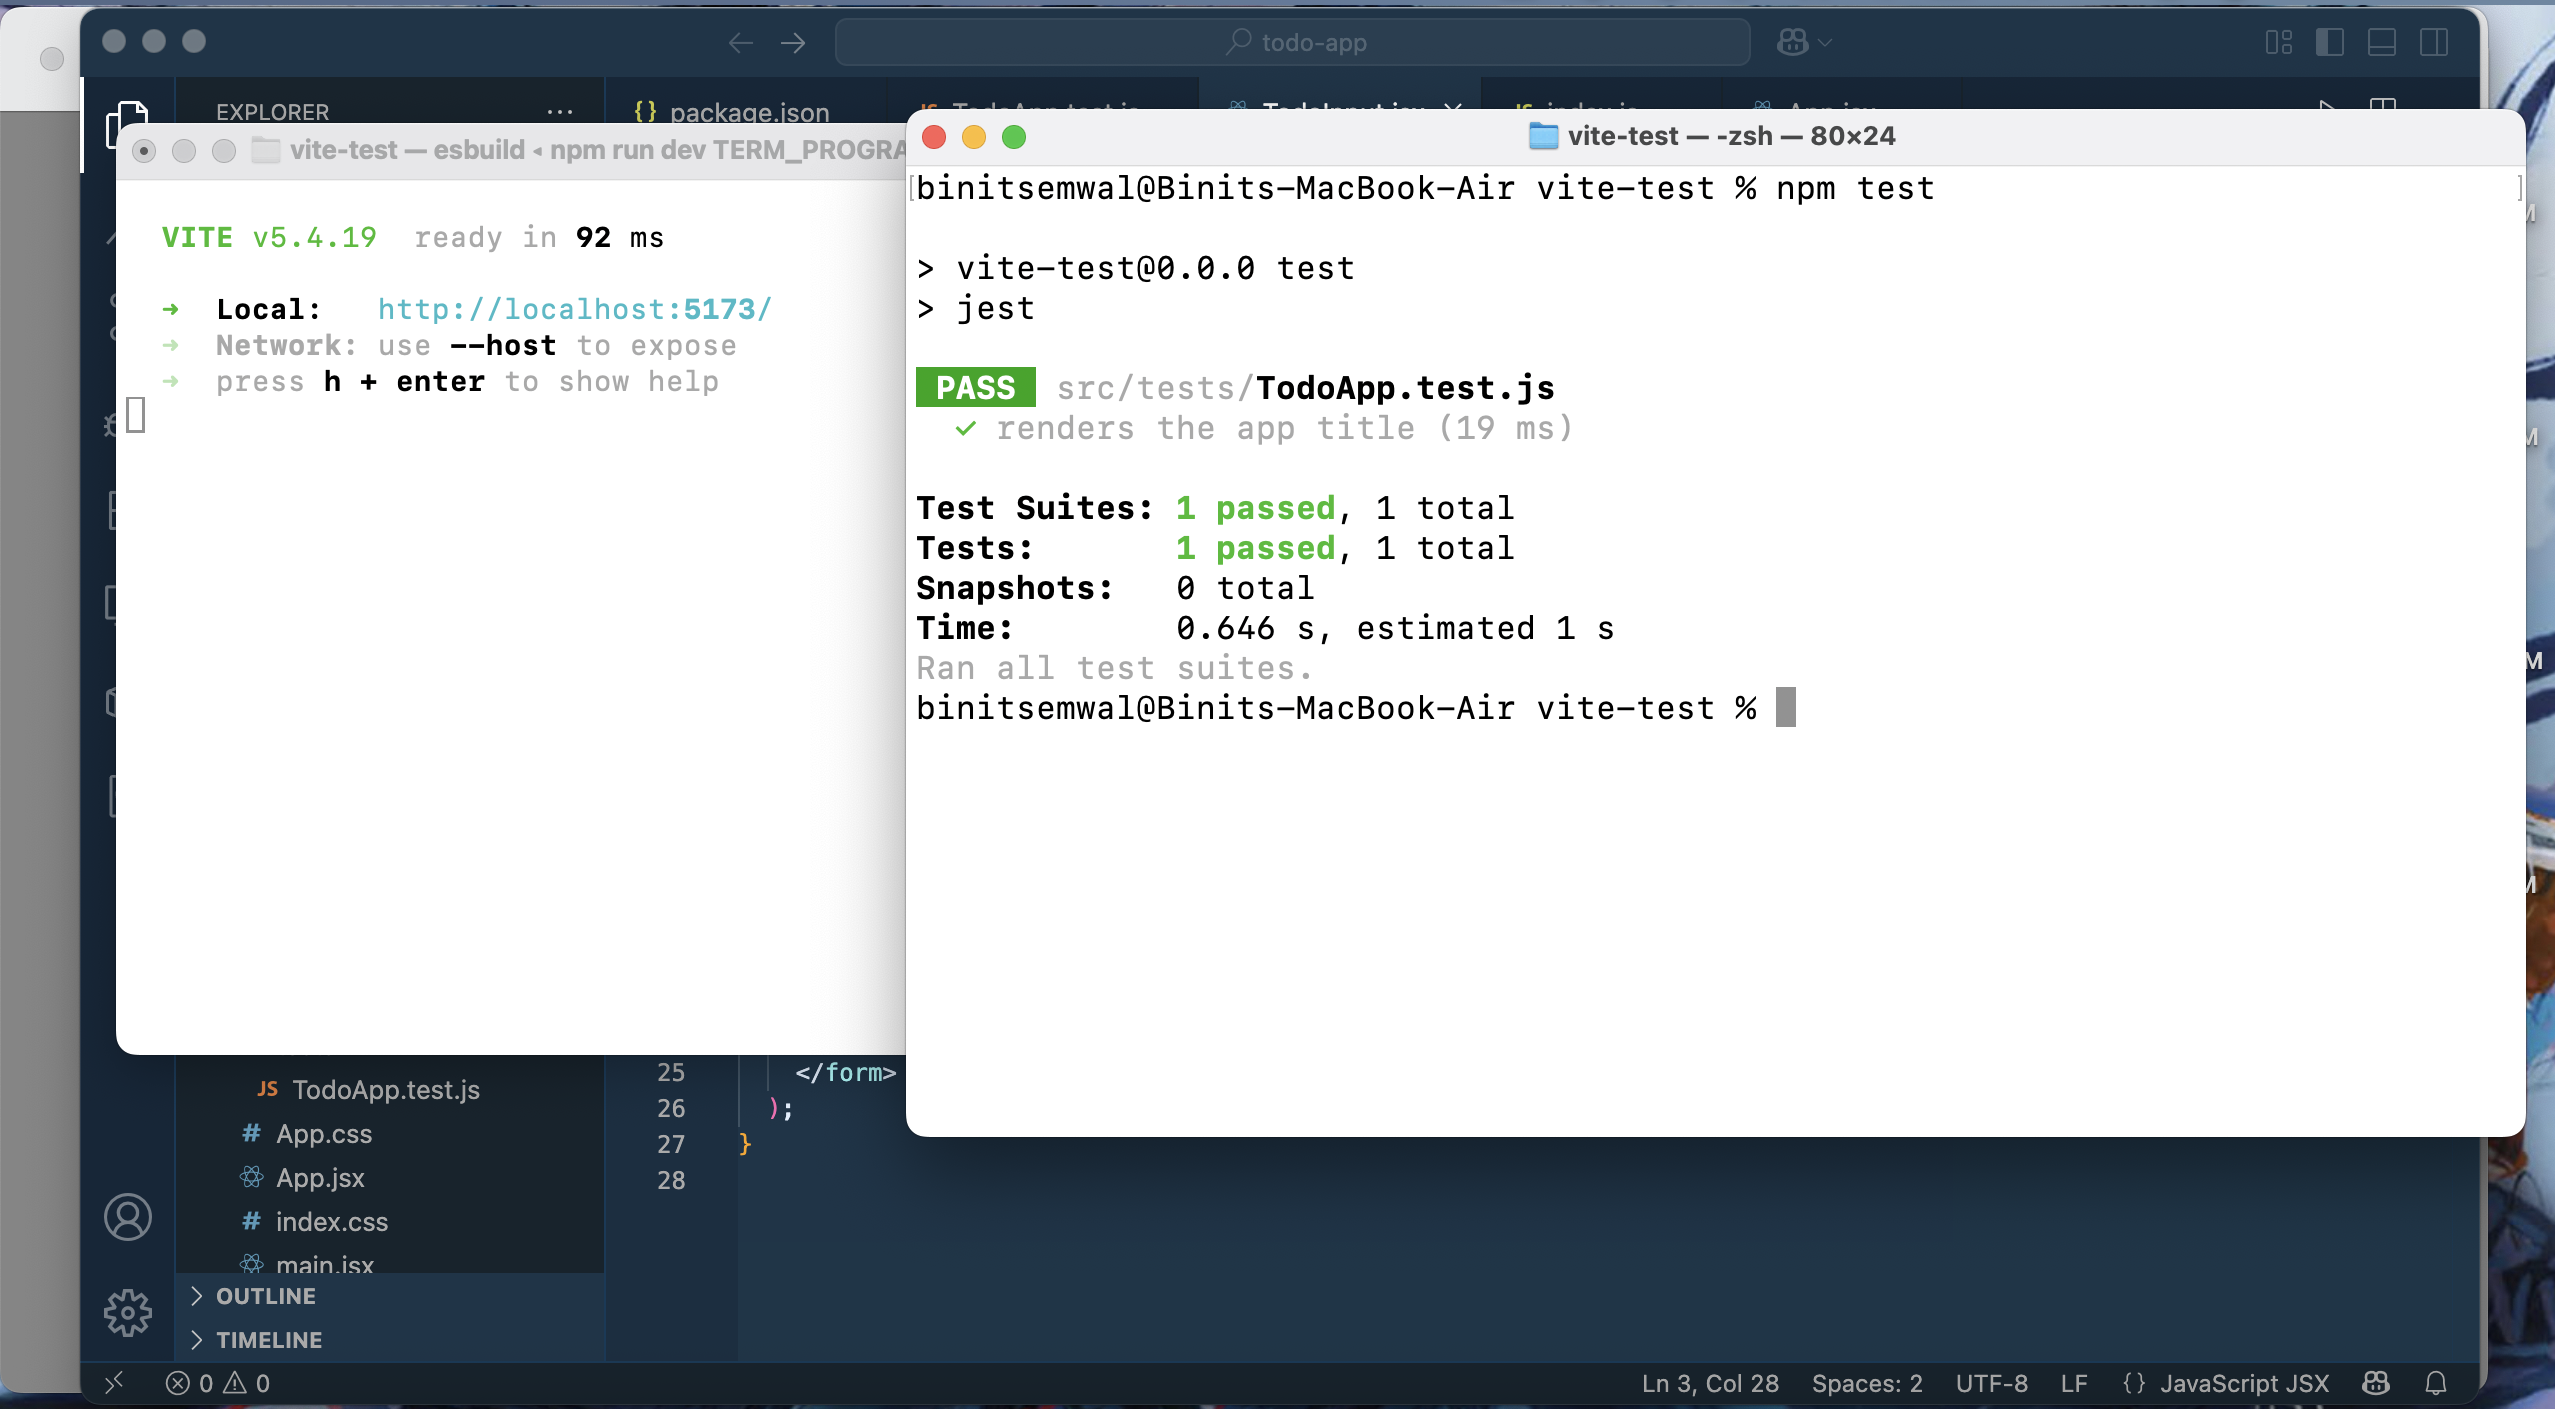 todo-app
EXPLORER
{} package.json
TodoInput.jsx
vite-test — esbuild ◂ npm run dev TERM_PROGRA
VITE v5.4.19 ready in 92 ms
➜ Local: http://localhost:5173/
➜ Network: use --host to expose
➜ press h + enter to show help
vite-test — -zsh — 80×24
binitsemwal@Binits-MacBook-Air vite-test % npm test
> vite-test@0.0.0 test
> jest
PASS src/tests/TodoApp.test.js
✓ renders the app title (19 ms)
Test Suites: 1 passed, 1 total
Tests: 1 passed, 1 total
Snapshots: 0 total
Time: 0.646 s, estimated 1 s
Ran all test suites.
binitsemwal@Binits-MacBook-Air vite-test %
JS TodoApp.test.js
# App.css
App.jsx
# index.css
main.jsx
OUTLINE
TIMELINE
25 </form>
26 );
27 }
28
0 0
Ln 3, Col 28 Spaces: 2 UTF-8 LF {} JavaScript JSX